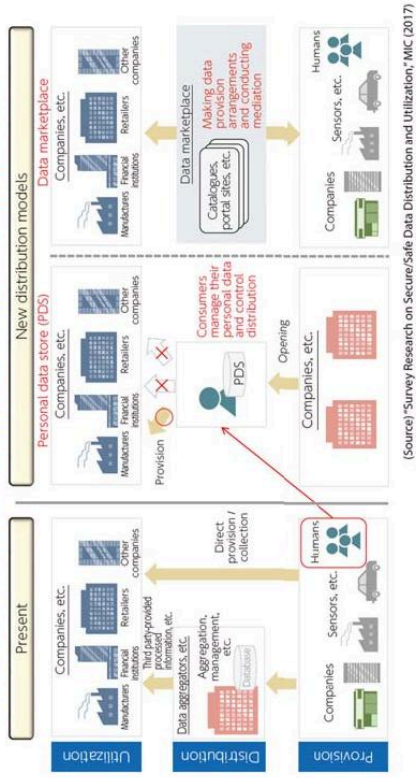 Present
New distribution models
Personal data store (PDS)
Data marketplace
Utilization
Companies, etc.
Manufacturers
Financial
institutions
Retailers
Other
companies
Companies, etc.
Manufacturers
Financial
institutions
Retailers
Other
companies
Companies, etc.
Manufacturers
Financial
institutions
Retailers
Other
companies
Distribution
Third party-provided
processed
information, etc.
Data aggregators, etc.
Aggregation,
management,
etc.
Database
Direct
provision /
collection
Provision
Consumers
manage their
personal data
and control
distribution
PDS
Opening
Data marketplace
Catalogues,
portal sites, etc.
Making data
provision
arrangements
and conducting
mediation
Provision
Companies
Sensors, etc.
Humans
Companies, etc.
Companies
Sensors, etc.
Humans
(Source) "Survey Research on Secure/Safe Data Distribution and Utilization," MIC (2017)